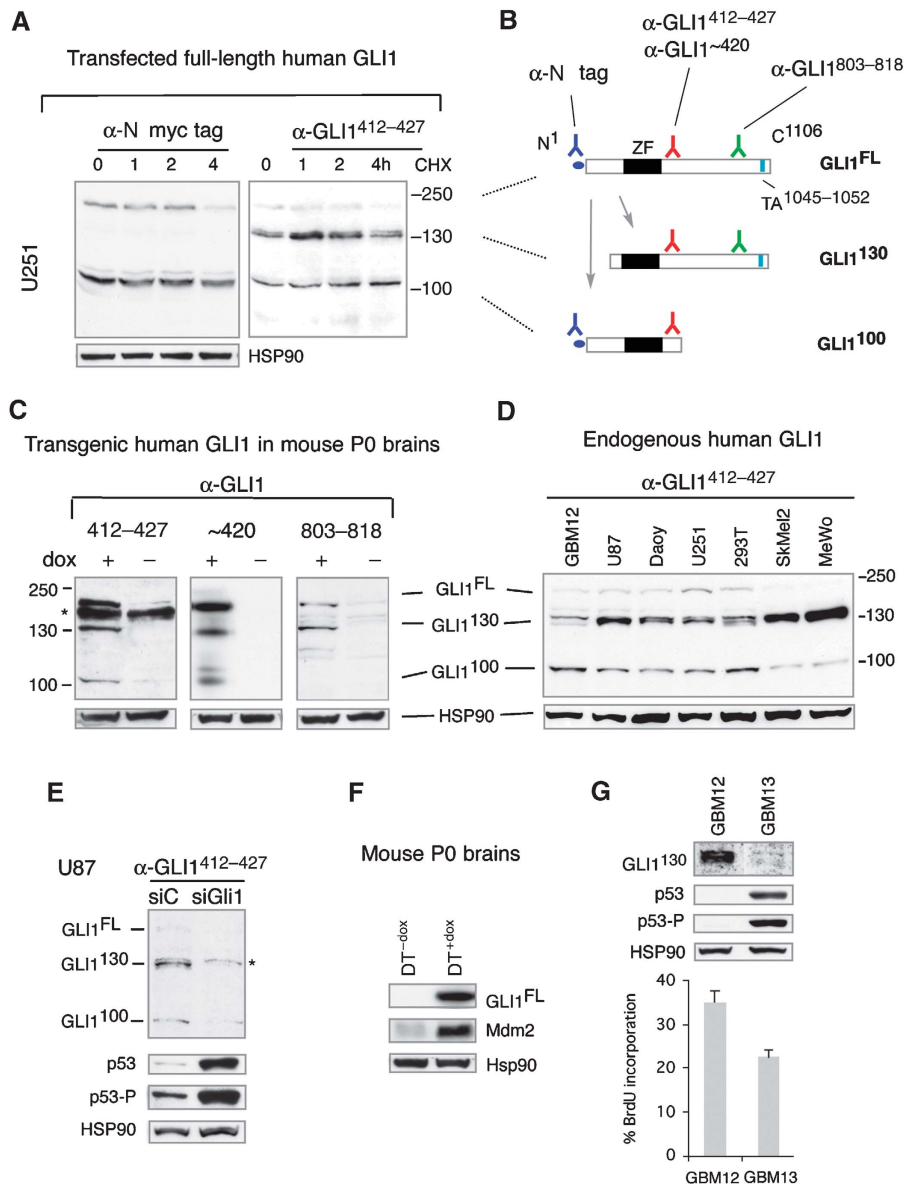 A
Transfected full-length human GLI1
α-N myc tag
α-GLI1412–427
0 1 2 4
0 1 2 4h CHX
U251
–250
–130
–100
HSP90
B
α-GLI1412–427
α-GLI1~420
α-N tag
α-GLI1803–818
N1
ZF
C1106
GLI1FL
TA1045–1052
GLI1130
GLI1100
C
Transgenic human GLI1 in mouse P0 brains
α-GLI1
412–427 ~420 803–818
dox + – + – + –
250 –
*
130 –
100 –
GLI1FL
GLI1130
GLI1100
HSP90
D
Endogenous human GLI1
α-GLI1412–427
GBM12
U87
Daoy
U251
293T
SkMel2
MeWo
–250
–130
–100
E
U87
α-GLI1412–427
siC siGli1
GLI1FL
GLI1130
*
GLI1100
p53
p53-P
HSP90
F
Mouse P0 brains
DT–dox
DT+dox
GLI1FL
Mdm2
Hsp90
G
GBM12
GBM13
GLI1130
p53
p53-P
HSP90
% BrdU incorporation
40
30
20
10
0
GBM12 GBM13